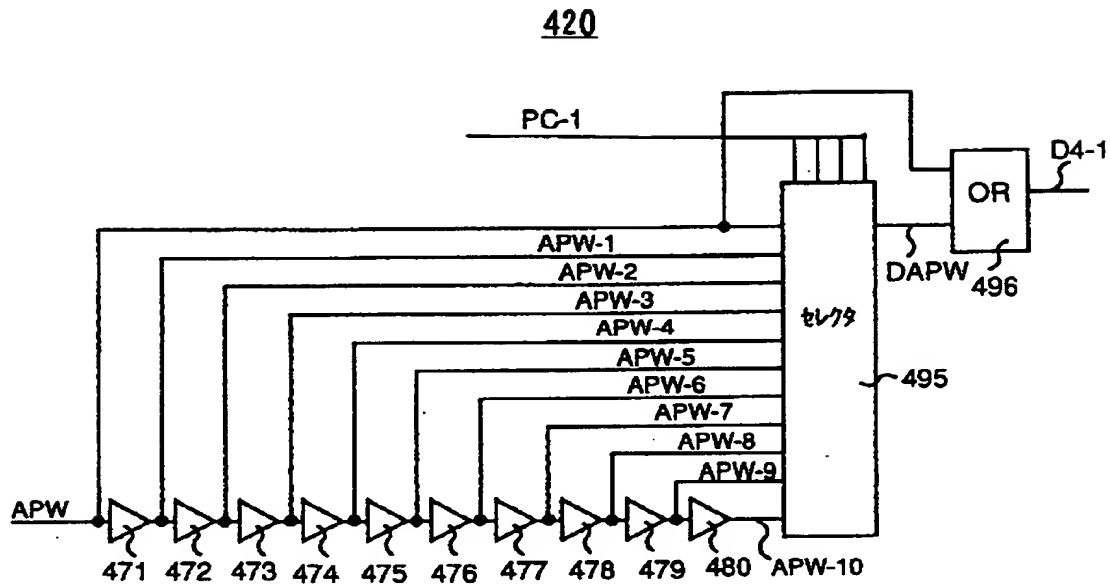 420
PC-1
D4-1
OR
DAPW
496
APW-1
APW-2
APW-3
セレクタ
APW-4
APW-5
495
APW-6
APW-7
APW-8
APW-9
APW
471
472
473
474
475
476
477
478
479
480
APW-10